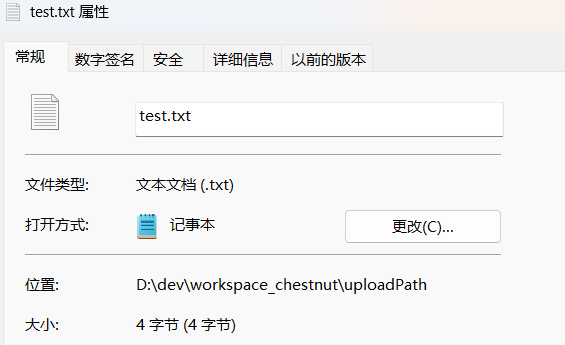 test.txt 属性
常规 数字签名 安全 详细信息 以前的版本
test.txt
文件类型: 文本文档 (.txt)
打开方式: 记事本 更改(C)...
位置: D:\dev\workspace_chestnut\uploadPath
大小: 4 字节 (4 字节)